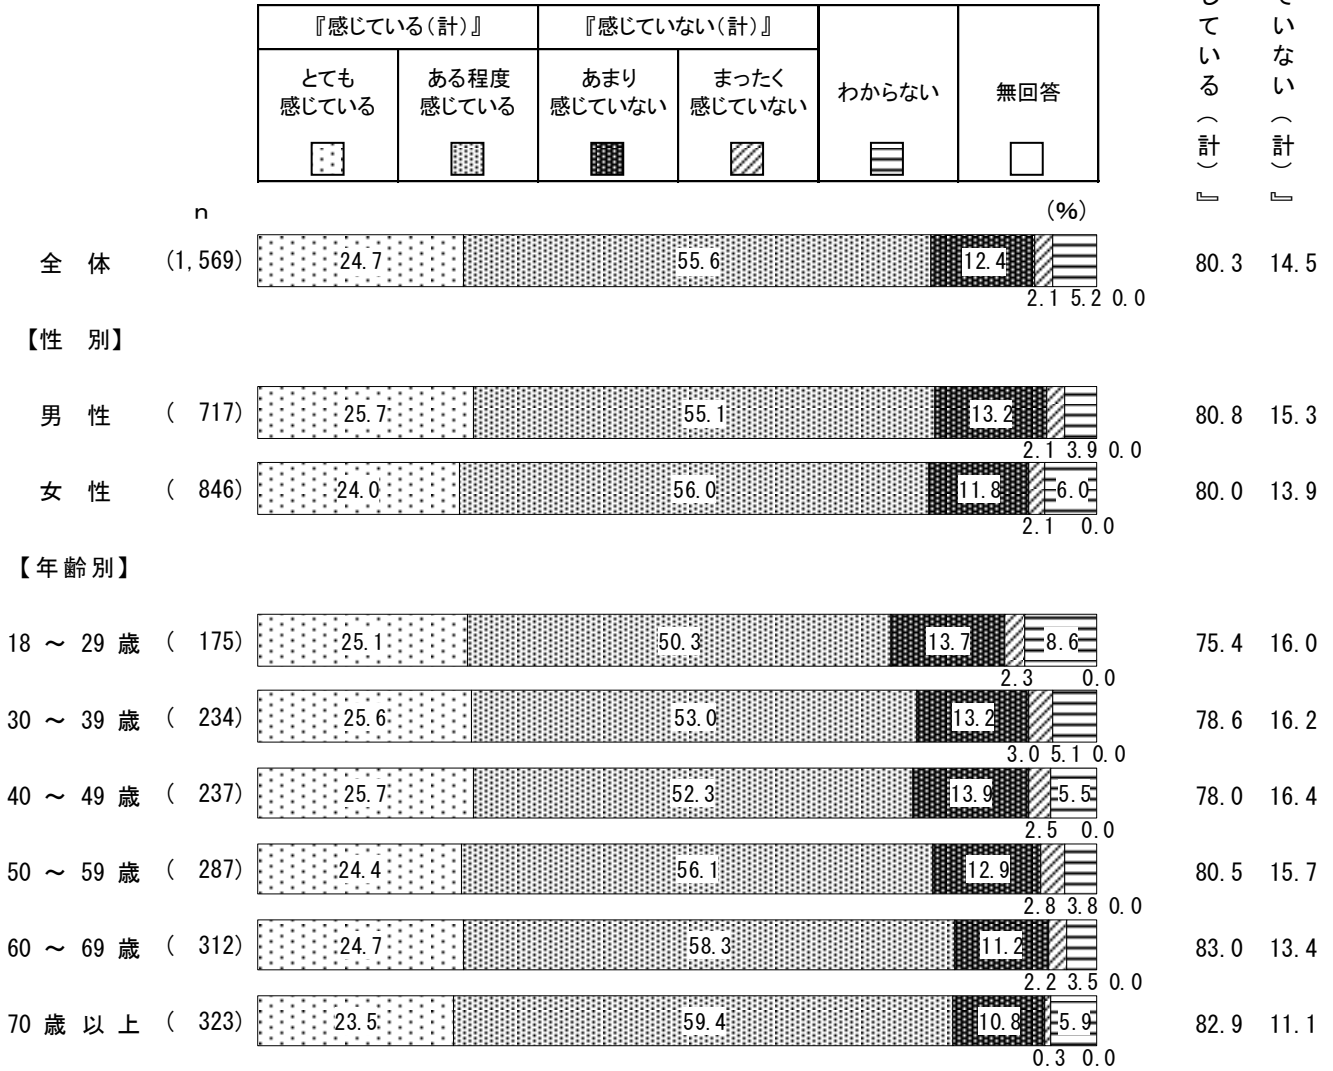 『感じている（計）』 『感じていない（計）』
とても
感じている
ある程度
感じている
あまり
感じていない
まったく
感じていない
わからない
無回答
ている（計）』
いない（計）』
n (%)
全 体 (1,569) 24.7 55.6 12.4 80.3 14.5
2.1 5.2 0.0
【性 別】
男 性 ( 717) 25.7 55.1 13.2 80.8 15.3
2.1 3.9 0.0
女 性 ( 846) 24.0 56.0 11.8 6.0 80.0 13.9
2.1 0.0
【年齢別】
18 ～ 29 歳 ( 175) 25.1 50.3 13.7 8.6 75.4 16.0
2.3 0.0
30 ～ 39 歳 ( 234) 25.6 53.0 13.2 78.6 16.2
3.0 5.1 0.0
40 ～ 49 歳 ( 237) 25.7 52.3 13.9 5.5 78.0 16.4
2.5 0.0
50 ～ 59 歳 ( 287) 24.4 56.1 12.9 80.5 15.7
2.8 3.8 0.0
60 ～ 69 歳 ( 312) 24.7 58.3 11.2 83.0 13.4
2.2 3.5 0.0
70 歳 以 上 ( 323) 23.5 59.4 10.8 5.9 82.9 11.1
0.3 0.0